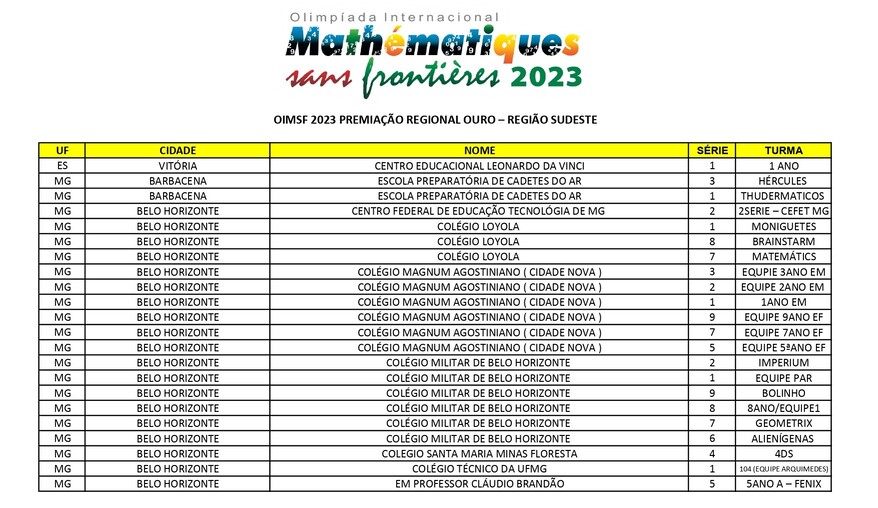 Olimpíada Internacional
Mathématiques
sans frontières 2023
OIMSF 2023 PREMIAÇÃO REGIONAL OURO – REGIÃO SUDESTE
UF CIDADE NOME SÉRIE TURMA
ES VITÓRIA CENTRO EDUCACIONAL LEONARDO DA VINCI 1 1 ANO
MG BARBACENA ESCOLA PREPARATÓRIA DE CADETES DO AR 3 HÉRCULES
MG BARBACENA ESCOLA PREPARATÓRIA DE CADETES DO AR 1 THUDERMATICOS
MG BELO HORIZONTE CENTRO FEDERAL DE EDUCAÇÃO TECNOLÓGIA DE MG 2 2SERIE – CEFET MG
MG BELO HORIZONTE COLÉGIO LOYOLA 1 MONIGUETES
MG BELO HORIZONTE COLÉGIO LOYOLA 8 BRAINSTARM
MG BELO HORIZONTE COLÉGIO LOYOLA 7 MATEMÁTICS
MG BELO HORIZONTE COLÉGIO MAGNUM AGOSTINIANO ( CIDADE NOVA ) 3 EQUPIE 3ANO EM
MG BELO HORIZONTE COLÉGIO MAGNUM AGOSTINIANO ( CIDADE NOVA ) 2 EQUIPE 2ANO EM
MG BELO HORIZONTE COLÉGIO MAGNUM AGOSTINIANO ( CIDADE NOVA ) 1 1ANO EM
MG BELO HORIZONTE COLÉGIO MAGNUM AGOSTINIANO ( CIDADE NOVA ) 9 EQUIPE 9ANO EF
MG BELO HORIZONTE COLÉGIO MAGNUM AGOSTINIANO ( CIDADE NOVA ) 7 EQUIPE 7ANO EF
MG BELO HORIZONTE COLÉGIO MAGNUM AGOSTINIANO ( CIDADE NOVA ) 5 EQUIPE 5ªANO EF
MG BELO HORIZONTE COLÉGIO MILITAR DE BELO HORIZONTE 2 IMPERIUM
MG BELO HORIZONTE COLÉGIO MILITAR DE BELO HORIZONTE 1 EQUIPE PAR
MG BELO HORIZONTE COLÉGIO MILITAR DE BELO HORIZONTE 9 BOLINHO
MG BELO HORIZONTE COLÉGIO MILITAR DE BELO HORIZONTE 8 8ANO/EQUIPE1
MG BELO HORIZONTE COLÉGIO MILITAR DE BELO HORIZONTE 7 GEOMETRIX
MG BELO HORIZONTE COLÉGIO MILITAR DE BELO HORIZONTE 6 ALIENÍGENAS
MG BELO HORIZONTE COLEGIO SANTA MARIA MINAS FLORESTA 4 4DS
MG BELO HORIZONTE COLÉGIO TÉCNICO DA UFMG 1 104 (EQUIPE ARQUIMEDES)
MG BELO HORIZONTE EM PROFESSOR CLÁUDIO BRANDÃO 5 5ANO A – FENIX